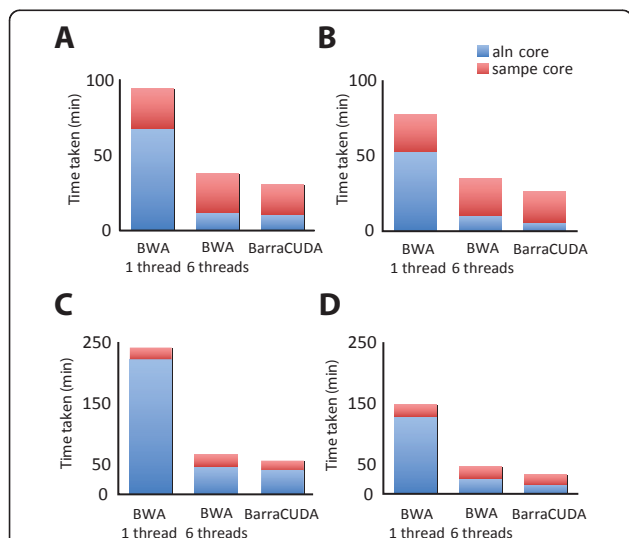 A
B
aln core
sampe core
100
50
0
Time taken (min)
BWA
1 thread
BWA
6 threads
BarraCUDA
100
50
0
Time taken (min)
BWA
1 thread
BWA
6 threads
BarraCUDA
C
D
250
150
50
0
Time taken (min)
BWA
1 thread
BWA
6 threads
BarraCUDA
250
150
50
0
Time taken (min)
BWA
1 thread
BWA
6 threads
BarraCUDA